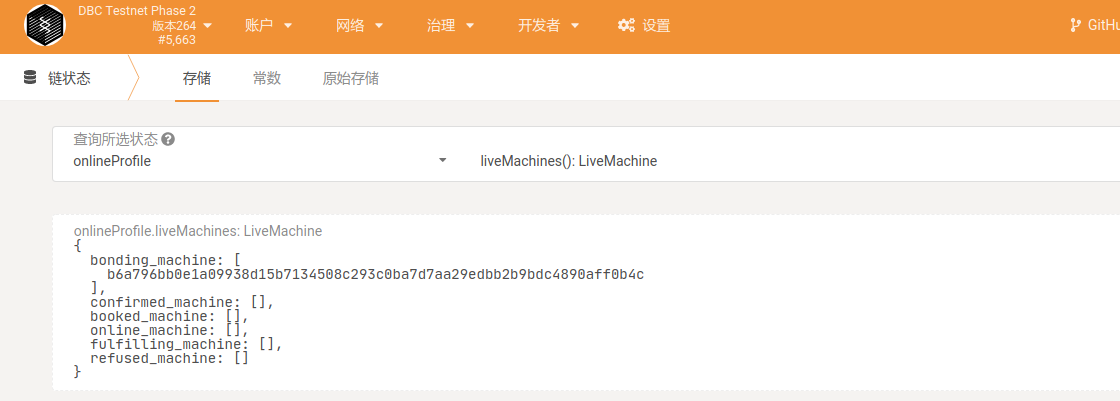 DBC Testnet Phase 2
版本264
#5,663
账户
网络
治理
开发者
设置
GitHu
链状态
存储
常数
原始存储
查询所选状态 ?
onlineProfile
liveMachines(): LiveMachine
onlineProfile.liveMachines: LiveMachine
{
bonding_machine: [
b6a796bb0e1a09938d15b7134508c293c0ba7d7aa29edbb2b9bdc4890aff0b4c
],
confirmed_machine: [],
booked_machine: [],
online_machine: [],
fulfilling_machine: [],
refused_machine: []
}